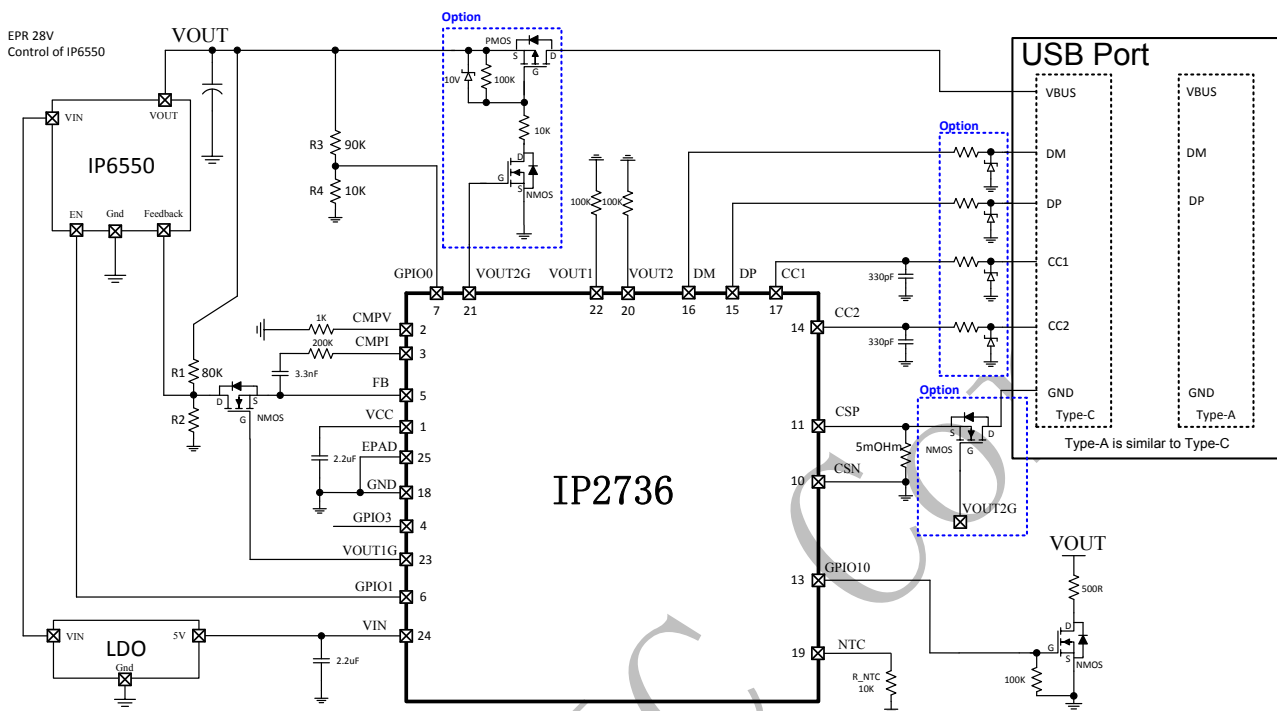 EPR 28V
Control of IP6550
VOUT
Option
PMOS
S
D
G
10V
100K
10K
D
G
S
NMOS
VIN
VOUT
IP6550
EN
Gnd
Feedback
R3
90K
R4
10K
100K
100K
USB Port
VBUS
DM
DP
CC1
CC2
GND
Type-C
VBUS
DM
DP
GND
Type-A
Type-A is similar to Type-C
Option
330pF
330pF
GPIO0
VOUT2G
VOUT1
VOUT2
DM
DP
CC1
7
21
22
20
16
15
17
1K
CMPV
2
200K
CMPI
3
3.3nF
FB
5
VCC
1
2.2uF
EPAD
25
GND
18
GPIO3
4
VOUT1G
23
GPIO1
6
VIN
24
R1
80K
R2
D
S
G
NMOS
IP2736
14
CC2
11
CSP
5mOHm
10
CSN
13
GPIO10
19
NTC
R_NTC
10K
Option
S
D
NMOS
G
VOUT2G
VOUT
500R
D
G
S
NMOS
100K
VIN
5V
LDO
Gnd
2.2uF